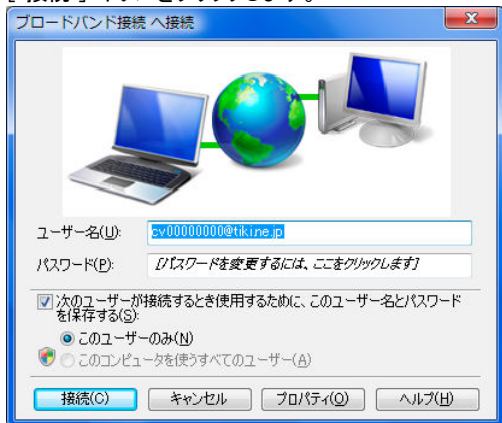 ブロードバンド接続 へ接続
ユーザー名(U):
cv00000000@tiki.ne.jp
パスワード(P):
[パスワードを変更するには、ここをクリックします]
次のユーザーが接続するとき使用するために、このユーザー名とパスワード
を保存する(S):
このユーザーのみ(N)
このコンピュータを使うすべてのユーザー(A)
接続(C)
キャンセル
プロパティ(O)
ヘルプ(H)